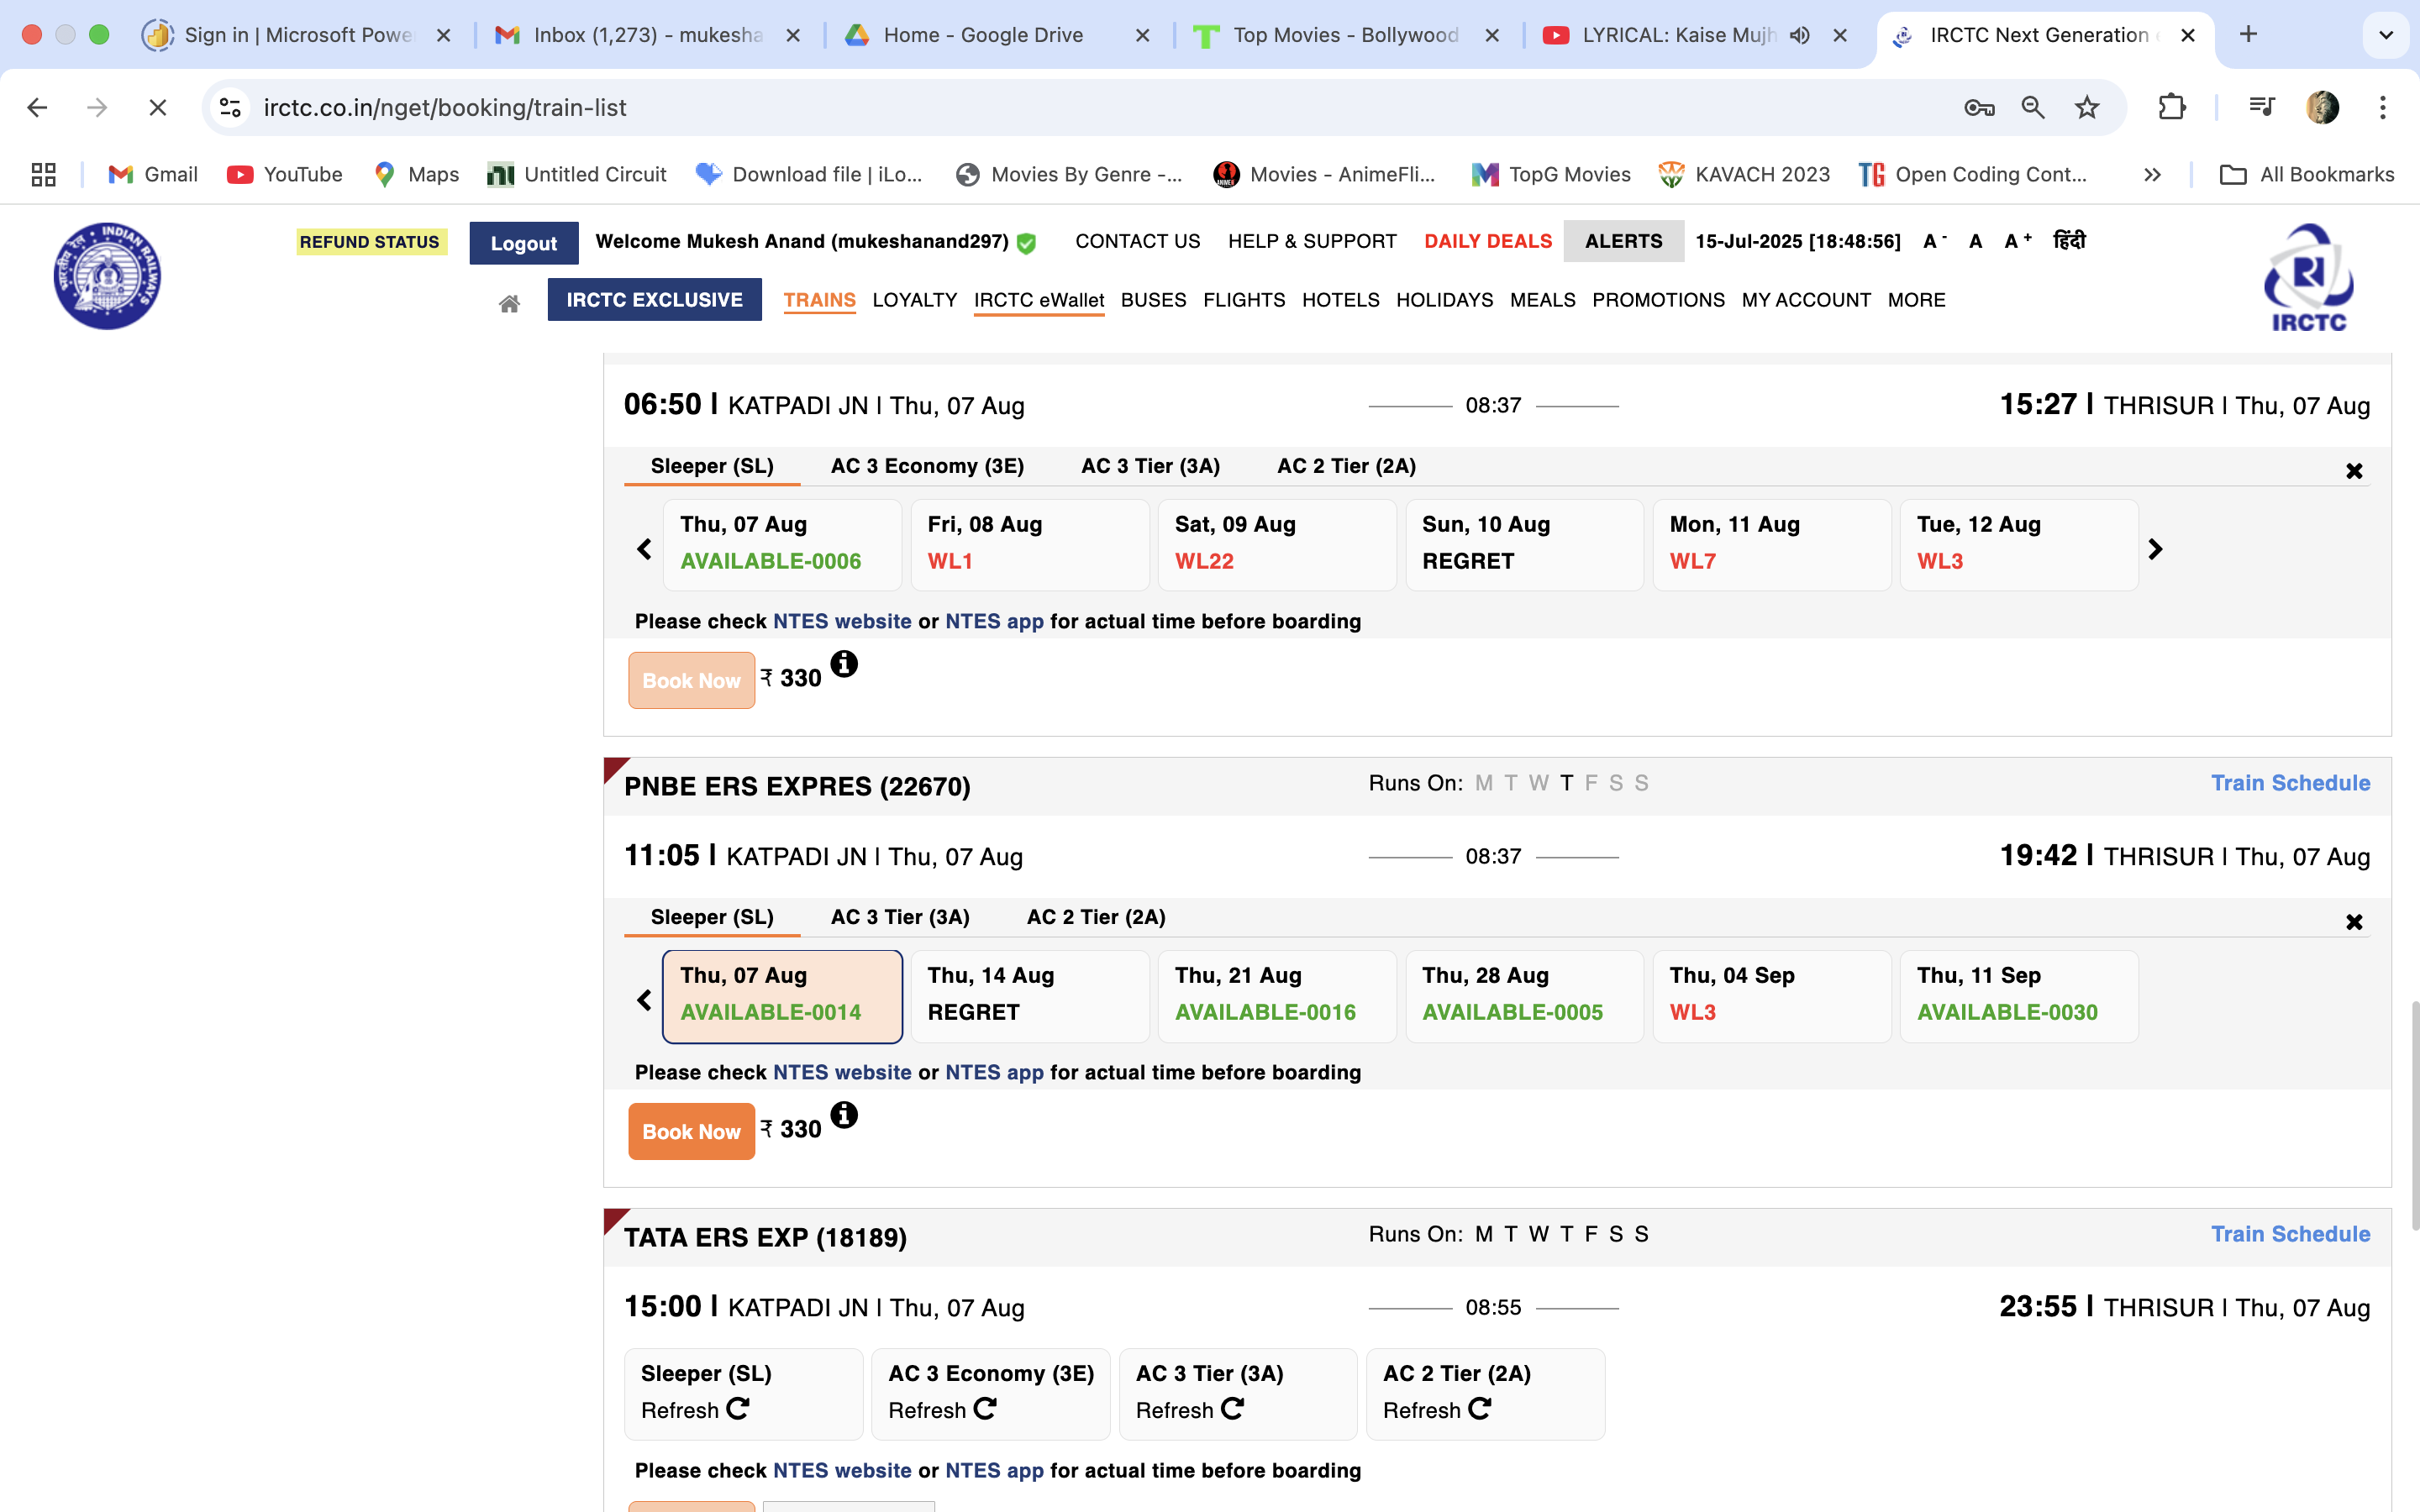 Sign in | Microsoft Powe
Inbox (1,273) - mukesha
Home - Google Drive
Top Movies - Bollywood
LYRICAL: Kaise Mujh
IRCTC Next Generation
irctc.co.in/nget/booking/train-list
Gmail
YouTube
Maps
Untitled Circuit
Download file | iLo...
Movies By Genre -...
Movies - AnimeFli...
TopG Movies
KAVACH 2023
Open Coding Cont...
All Bookmarks
REFUND STATUS
Logout
Welcome Mukesh Anand (mukeshanand297)
CONTACT US
HELP & SUPPORT
DAILY DEALS
ALERTS
15-Jul-2025 [18:48:56]
A - A A +
हिंदी
IRCTC EXCLUSIVE
TRAINS
LOYALTY
IRCTC eWallet
BUSES
FLIGHTS
HOTELS
HOLIDAYS
MEALS
PROMOTIONS
MY ACCOUNT
MORE
IRCTC
06:50 | KATPADI JN | Thu, 07 Aug
08:37
15:27 | THRISUR | Thu, 07 Aug
Sleeper (SL)
AC 3 Economy (3E)
AC 3 Tier (3A)
AC 2 Tier (2A)
Thu, 07 Aug
AVAILABLE-0006
Fri, 08 Aug
WL1
Sat, 09 Aug
WL22
Sun, 10 Aug
REGRET
Mon, 11 Aug
WL7
Tue, 12 Aug
WL3
Please check NTES website or NTES app for actual time before boarding
Book Now
₹ 330
PNBE ERS EXPRES (22670)
Runs On: M T W T F S S
Train Schedule
11:05 | KATPADI JN | Thu, 07 Aug
08:37
19:42 | THRISUR | Thu, 07 Aug
Sleeper (SL)
AC 3 Tier (3A)
AC 2 Tier (2A)
Thu, 07 Aug
AVAILABLE-0014
Thu, 14 Aug
REGRET
Thu, 21 Aug
AVAILABLE-0016
Thu, 28 Aug
AVAILABLE-0005
Thu, 04 Sep
WL3
Thu, 11 Sep
AVAILABLE-0030
Please check NTES website or NTES app for actual time before boarding
Book Now
₹ 330
TATA ERS EXP (18189)
Runs On: M T W T F S S
Train Schedule
15:00 | KATPADI JN | Thu, 07 Aug
08:55
23:55 | THRISUR | Thu, 07 Aug
Sleeper (SL)
Refresh
AC 3 Economy (3E)
Refresh
AC 3 Tier (3A)
Refresh
AC 2 Tier (2A)
Refresh
Please check NTES website or NTES app for actual time before boarding